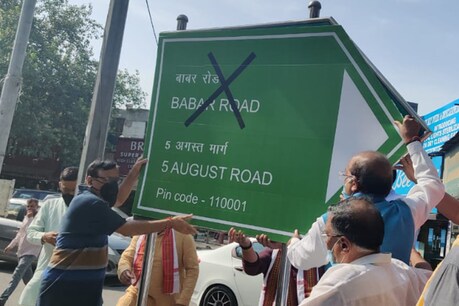 बाबर रोड
BABAR ROAD
5 अगस्त मार्ग
5 AUGUST ROAD
Pin code - 110001